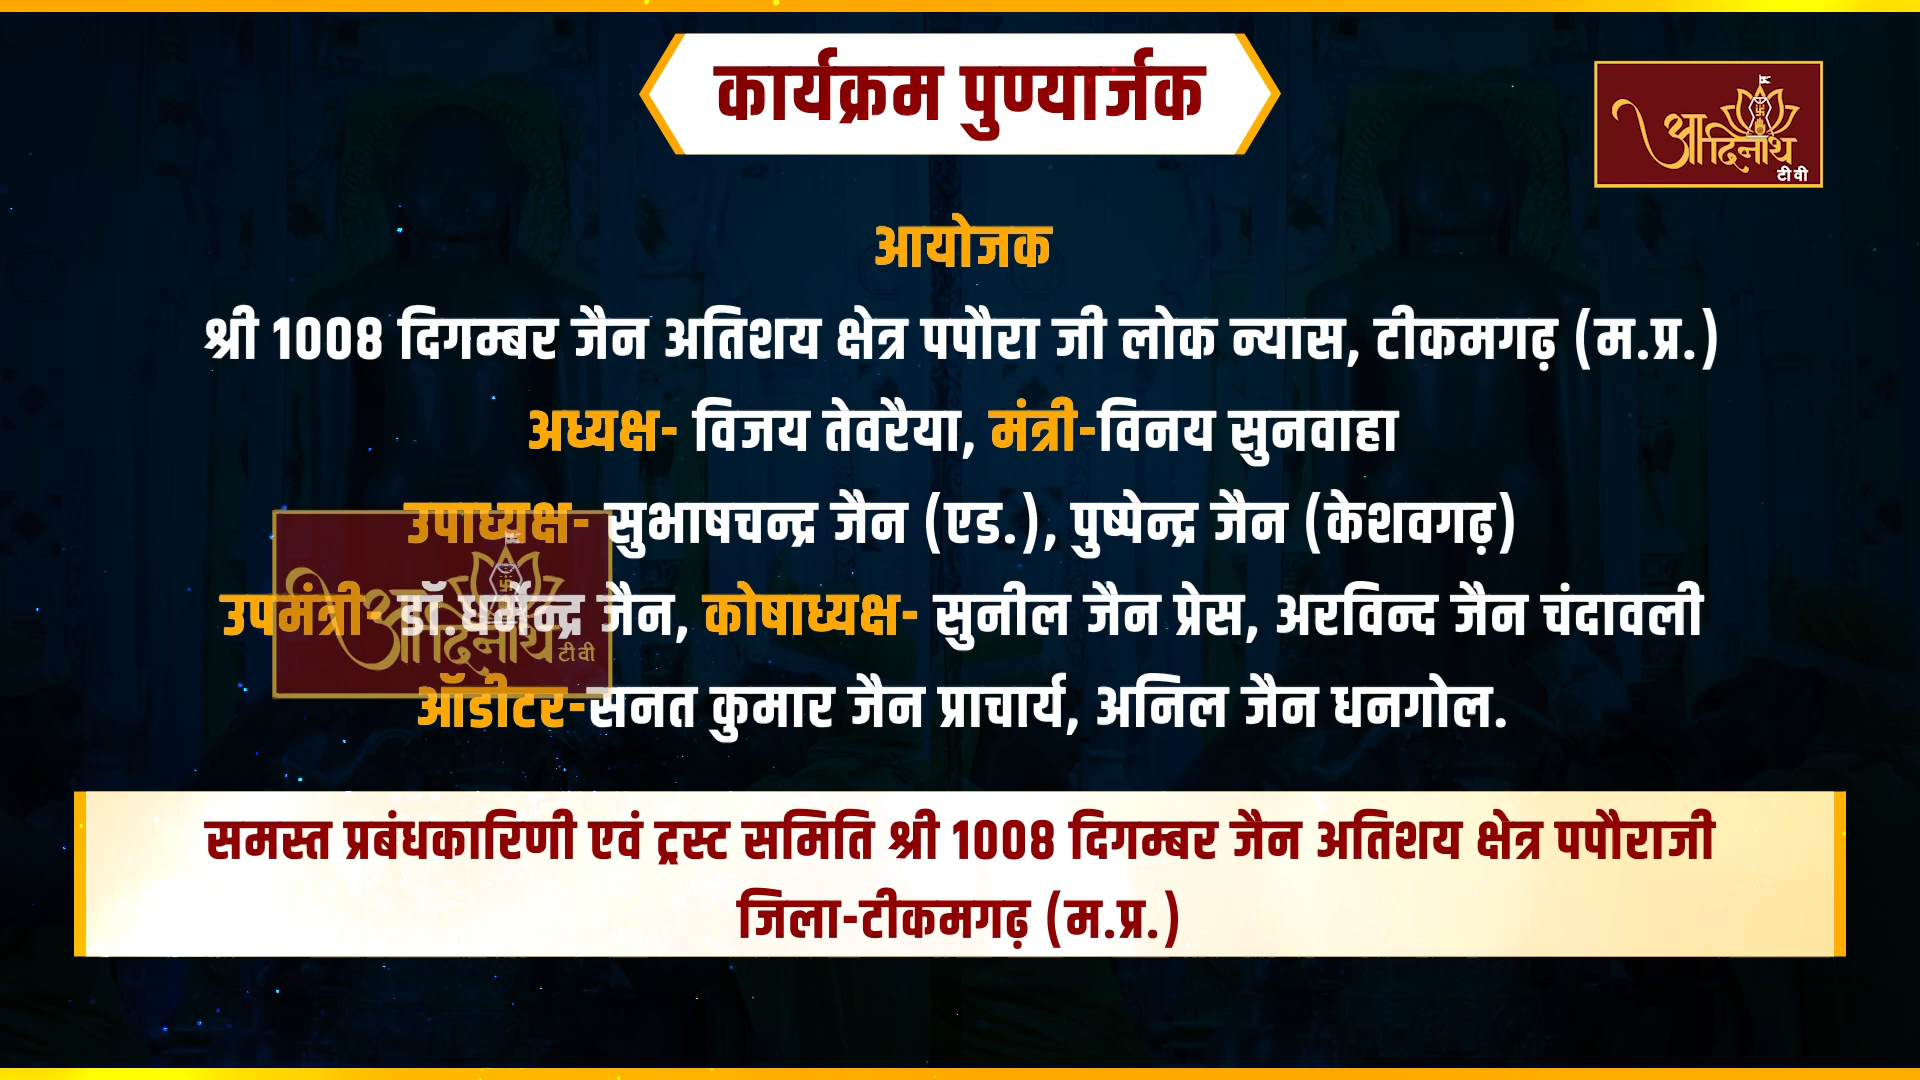 कार्यक्रम पुण्यार्जक
आदिनाथ
टी वी
आयोजक
श्री 1008 दिगम्बर जैन अतिशय क्षेत्र पपौरा जी लोक न्यास, टीकमगढ़ (म.प्र.)
अध्यक्ष- विजय तेवरैया, मंत्री-विनय सुनवाहा
उपाध्यक्ष- सुभाषचन्द्र जैन (एड.), पुष्पेन्द्र जैन (केशवगढ़)
उपमंत्री- डॉ.धर्मेन्द्र जैन, कोषाध्यक्ष- सुनील जैन प्रेस, अरविन्द जैन चंदावली
आदिनाथ टी वी
ऑडीटर-सनत कुमार जैन प्राचार्य, अनिल जैन धनगोल.
समस्त प्रबंधकारिणी एवं ट्रस्ट समिति श्री 1008 दिगम्बर जैन अतिशय क्षेत्र पपौराजी
जिला-टीकमगढ़ (म.प्र.)